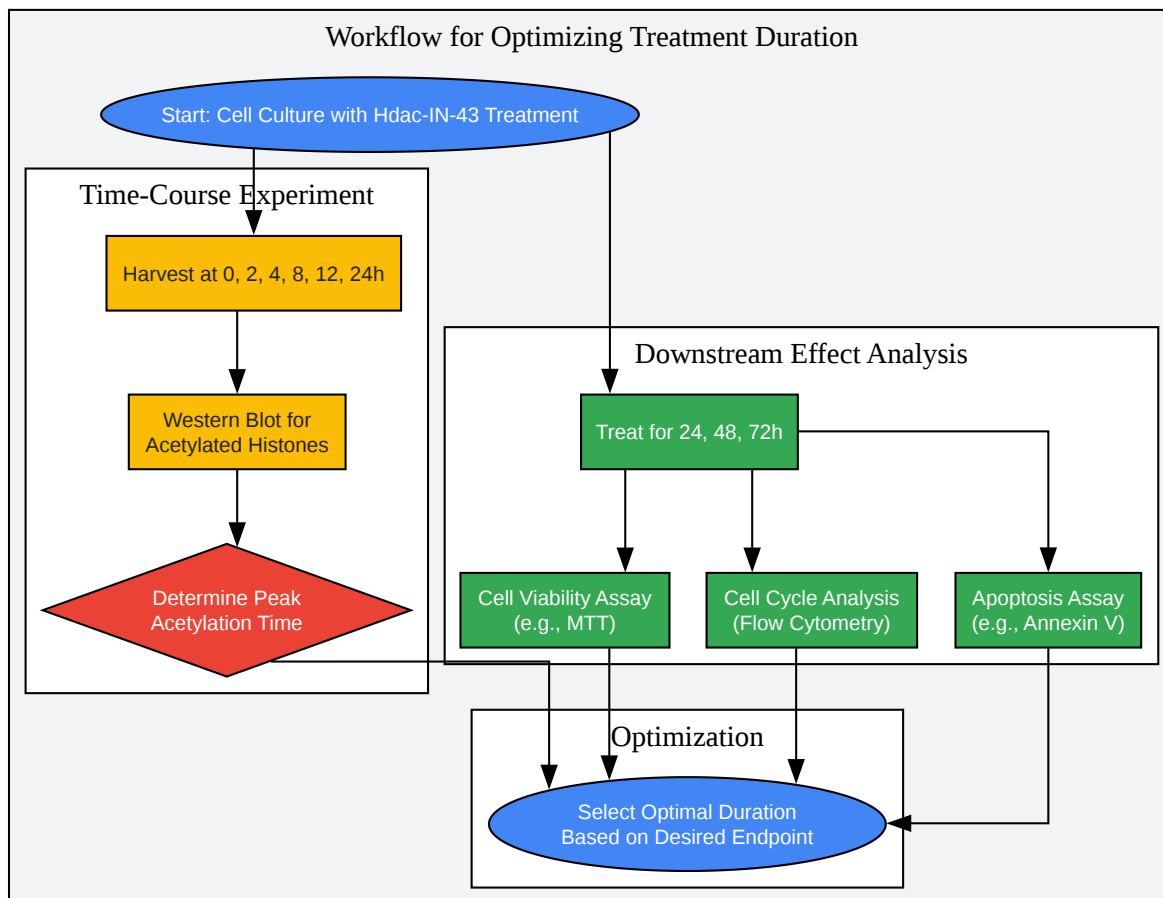 Workflow for Optimizing Treatment Duration
Start: Cell Culture with Hdac-IN-43 Treatment
Time-Course Experiment
Harvest at 0, 2, 4, 8, 12, 24h
Western Blot for
Acetylated Histones
Determine Peak
Acetylation Time
Downstream Effect Analysis
Treat for 24, 48, 72h
Cell Viability Assay
(e.g., MTT)
Cell Cycle Analysis
(Flow Cytometry)
Apoptosis Assay
(e.g., Annexin V)
Optimization
Select Optimal Duration
Based on Desired Endpoint